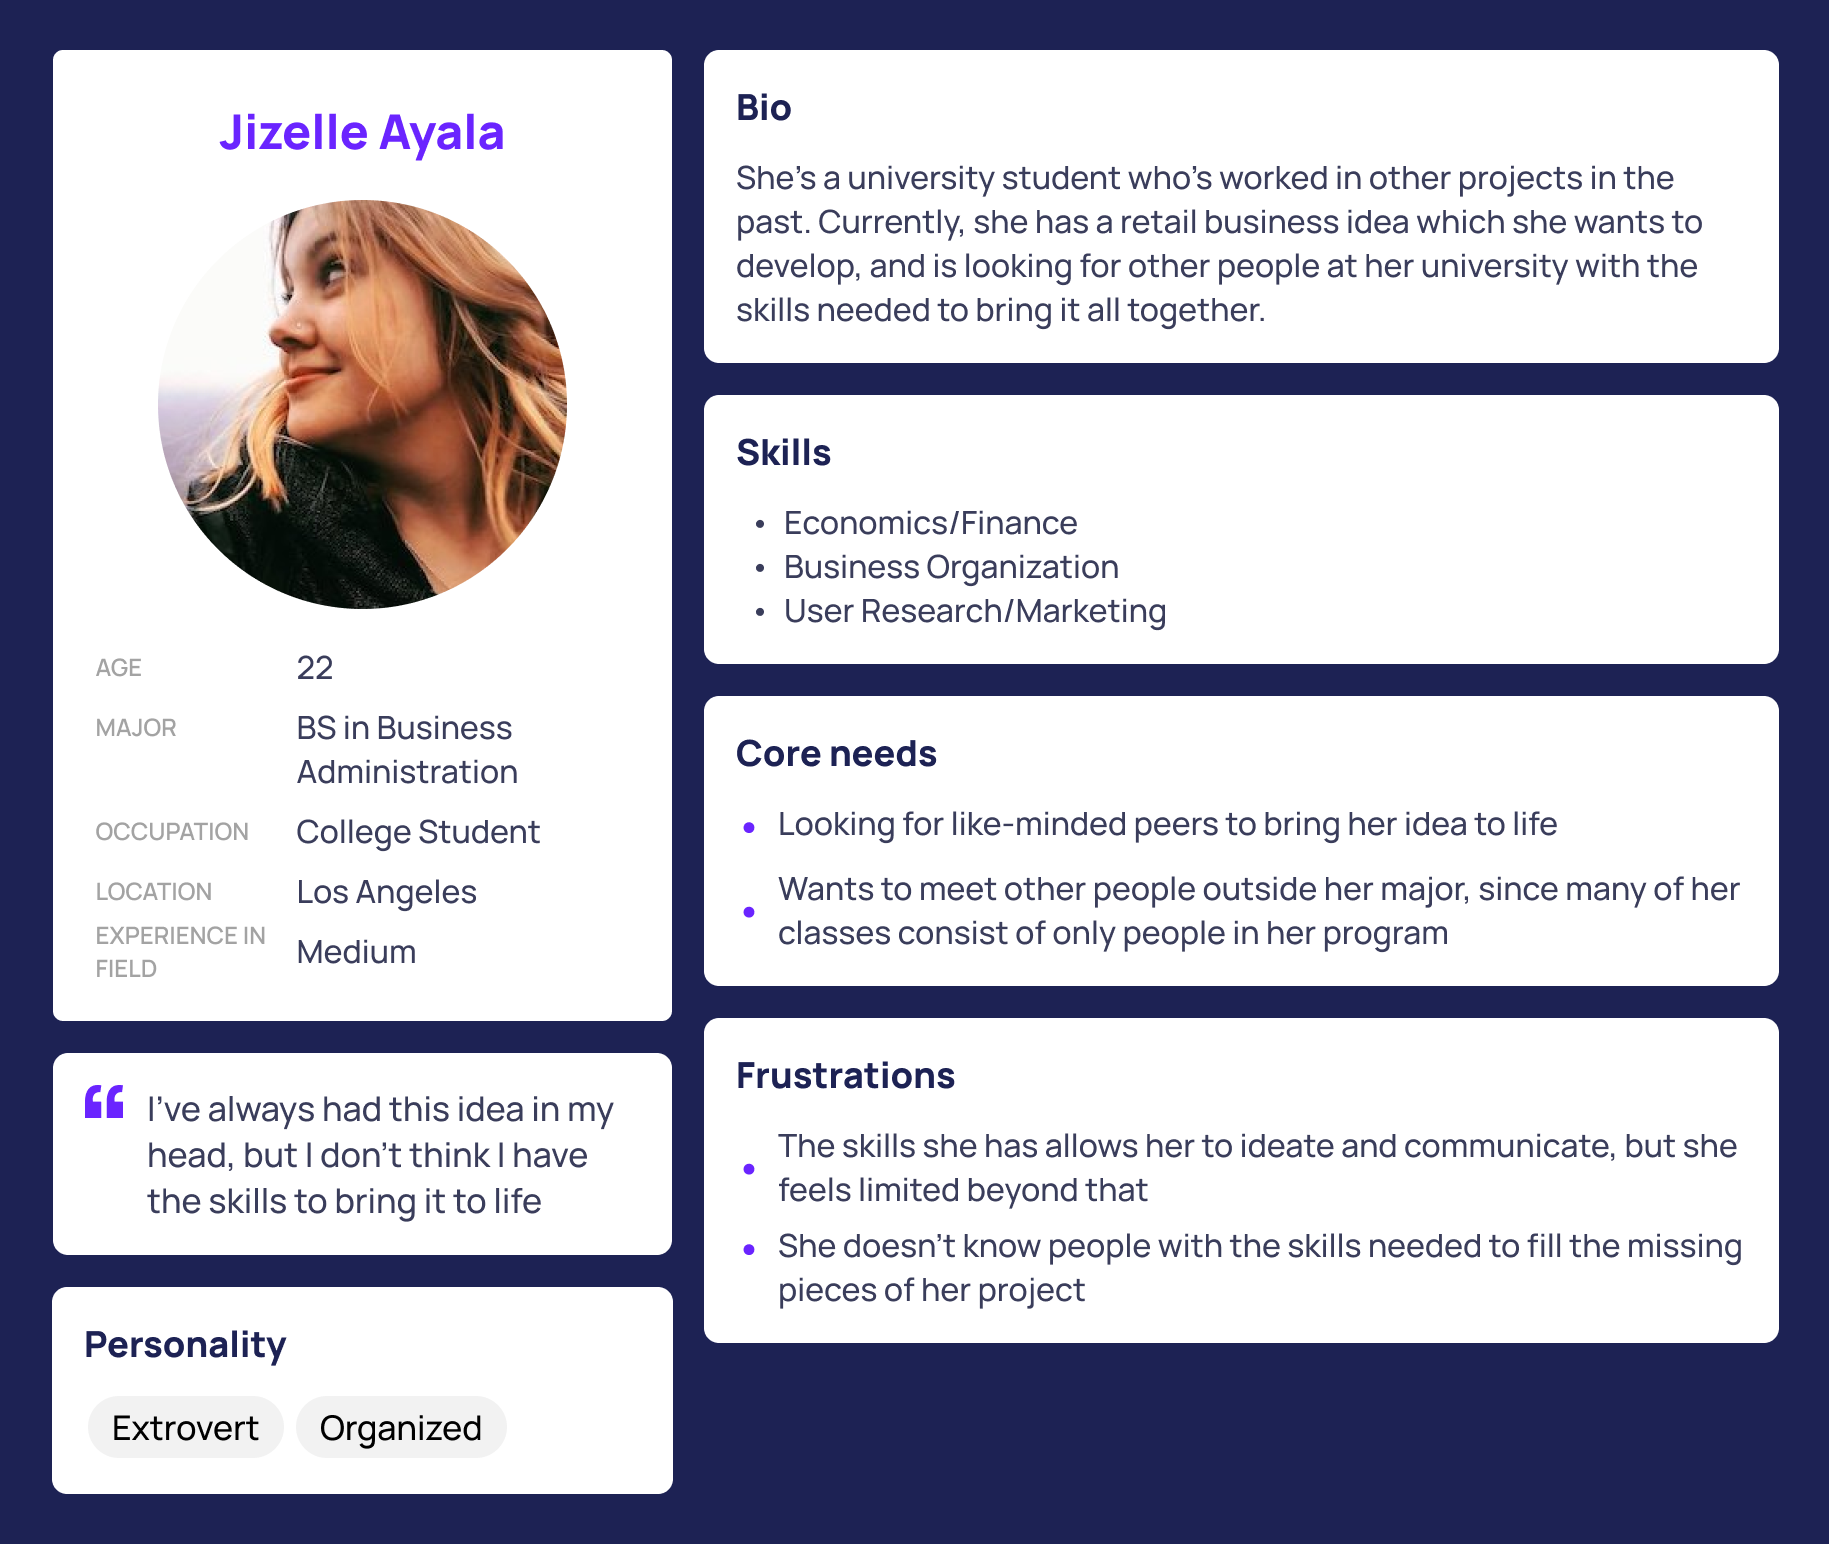 Jizelle Ayala
AGE 22
MAJOR BS in Business
Administration
OCCUPATION College Student
LOCATION Los Angeles
EXPERIENCE IN
FIELD Medium
“ I’ve always had this idea in my
head, but I don’t think I have
the skills to bring it to life
Personality
Extrovert Organized
Bio
She’s a university student who’s worked in other projects in the
past. Currently, she has a retail business idea which she wants to
develop, and is looking for other people at her university with the
skills needed to bring it all together.
Skills
• Economics/Finance
• Business Organization
• User Research/Marketing
Core needs
• Looking for like-minded peers to bring her idea to life
• Wants to meet other people outside her major, since many of her
classes consist of only people in her program
Frustrations
• The skills she has allows her to ideate and communicate, but she
feels limited beyond that
• She doesn’t know people with the skills needed to fill the missing
pieces of her project